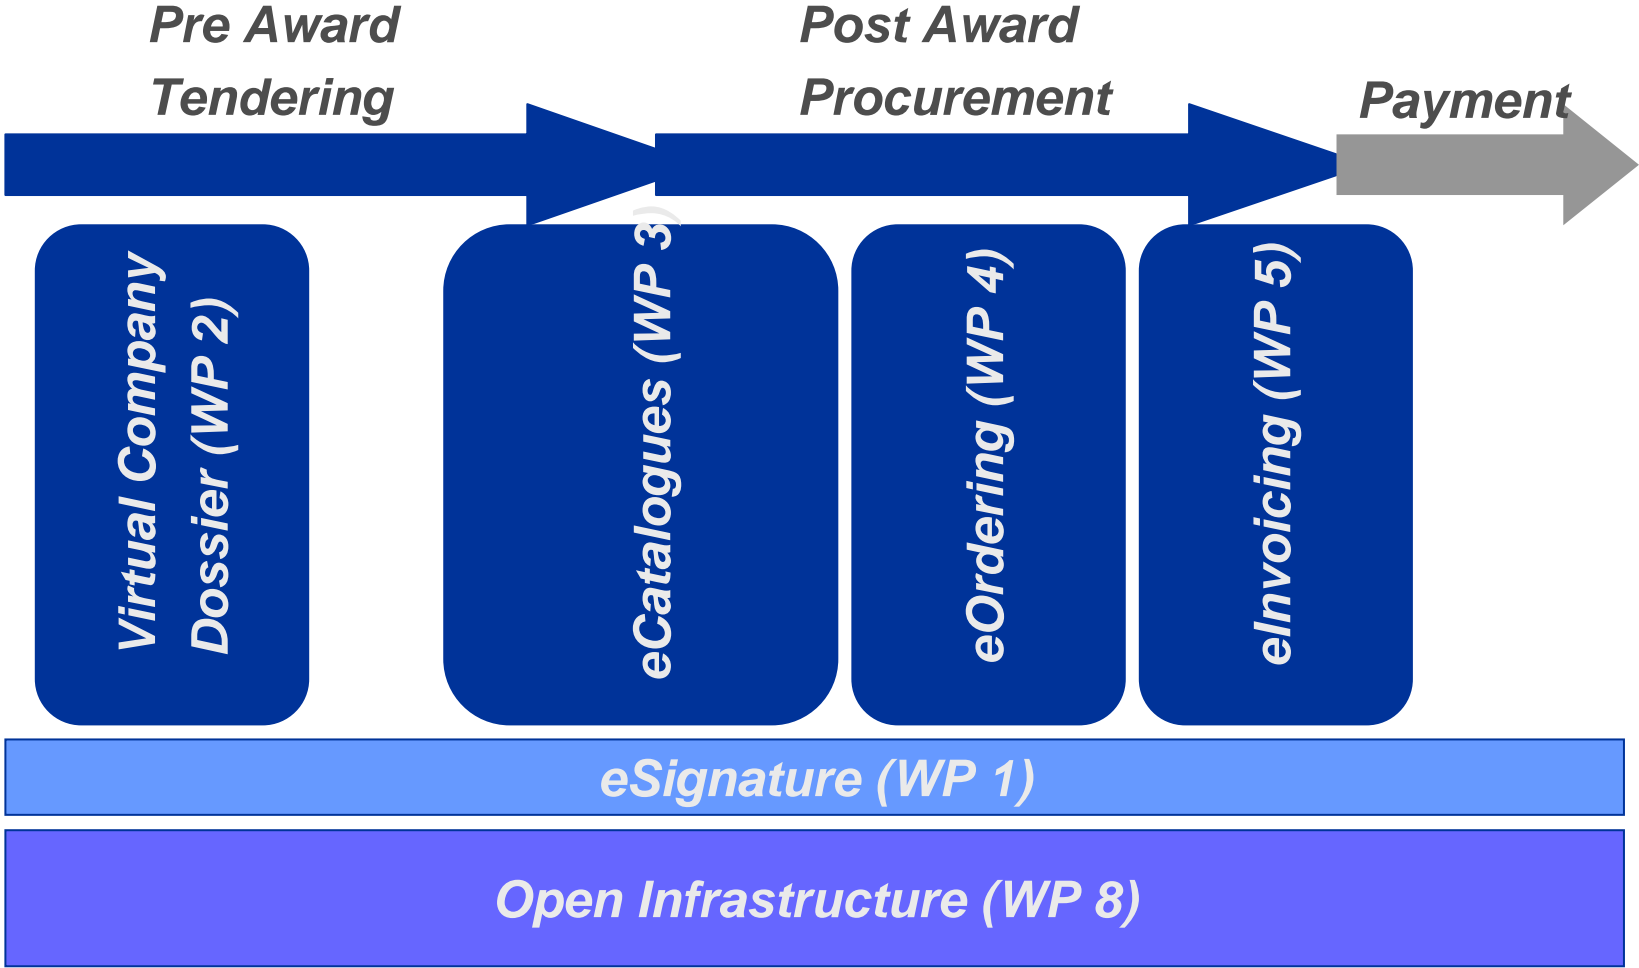 Pre Award
Tendering
Post Award
Procurement
Payment
Virtual Company
Dossier (WP 2)
eCatalogues (WP 3)
eOrdering (WP 4)
eInvoicing (WP 5)
eSignature (WP 1)
Open Infrastructure (WP 8)